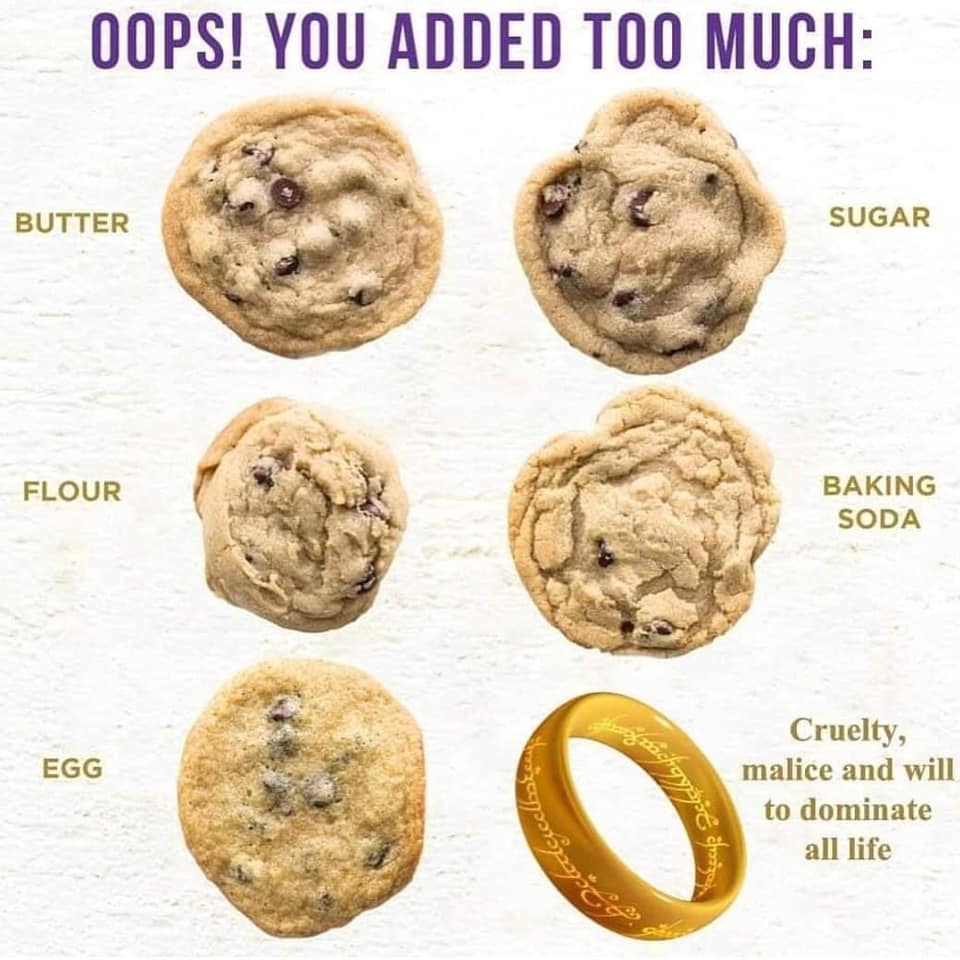 OOPS! YOU ADDED TOO MUCH:
BUTTER
SUGAR
FLOUR
BAKING
SODA
EGG
Cruelty,
malice and will
to dominate
all life